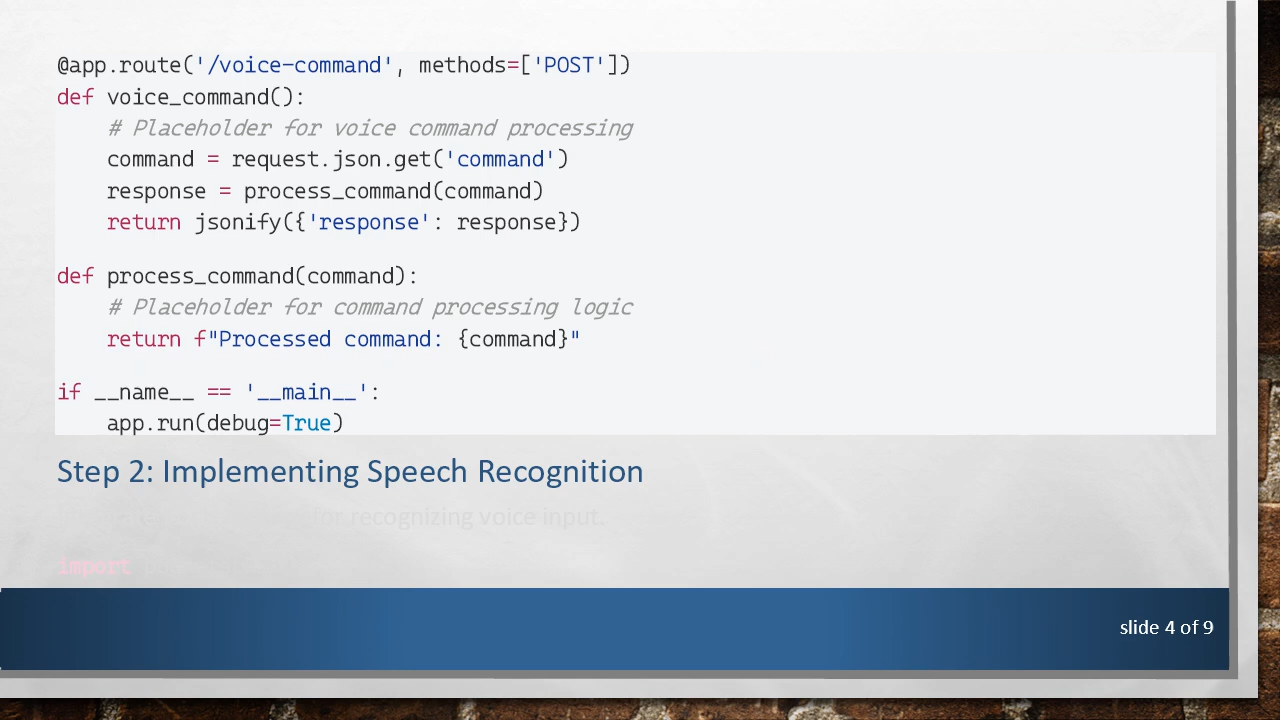 @app.route('/voice-command', methods=['POST'])
def voice_command():
    # Placeholder for voice command processing
    command = request.json.get('command')
    response = process_command(command)
    return jsonify({'response': response})
def process_command(command):
    # Placeholder for command processing logic
    return f"Processed command: {command}"
if __name__ == '__main__':
    app.run(debug=True)
Step 2: Implementing Speech Recognition
for recognizing voice input.
import
slide 4 of 9